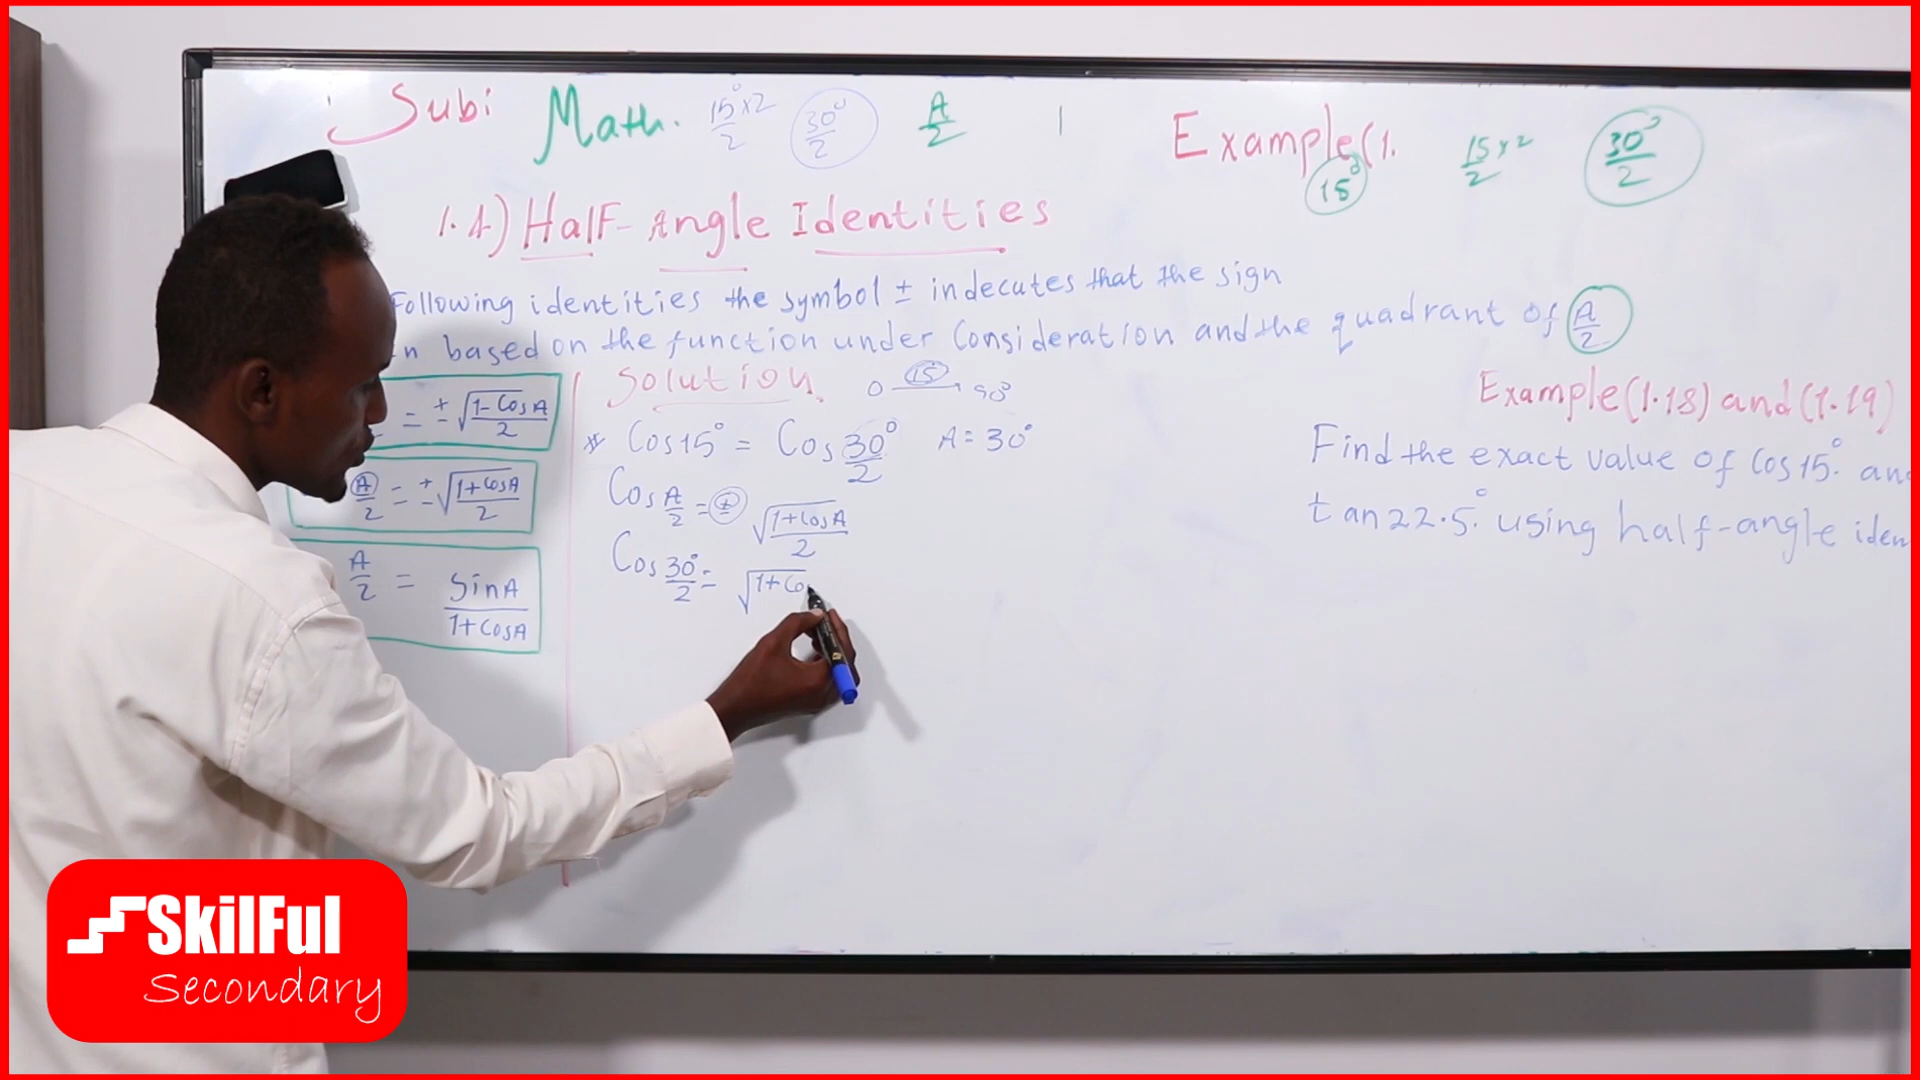 Subi Math. 15°×2/2 30°/2 A/2
Example(1. 15×2/2 30°/2
15°
1.4) Half-Angle Identities
Following identities the symbol ± indecutes that the sign
n based on the function under Consideration and the quadrant of A/2
= ±√(1-CosA/2)
A/2 = ±√(1+cosA/2)
A/2 = SinA/1+cosA
Solution 0 15 90°
Cos15° = Cos 30°/2 A = 30°
Cos A/2 = ± √(1+cosA/2)
Cos 30°/2 = √1+Co
Example(1.18) and (1.19)
Find the exact value of Cos15°. an
tan22.5°. using half-angle iden
SkilFul
Secondary